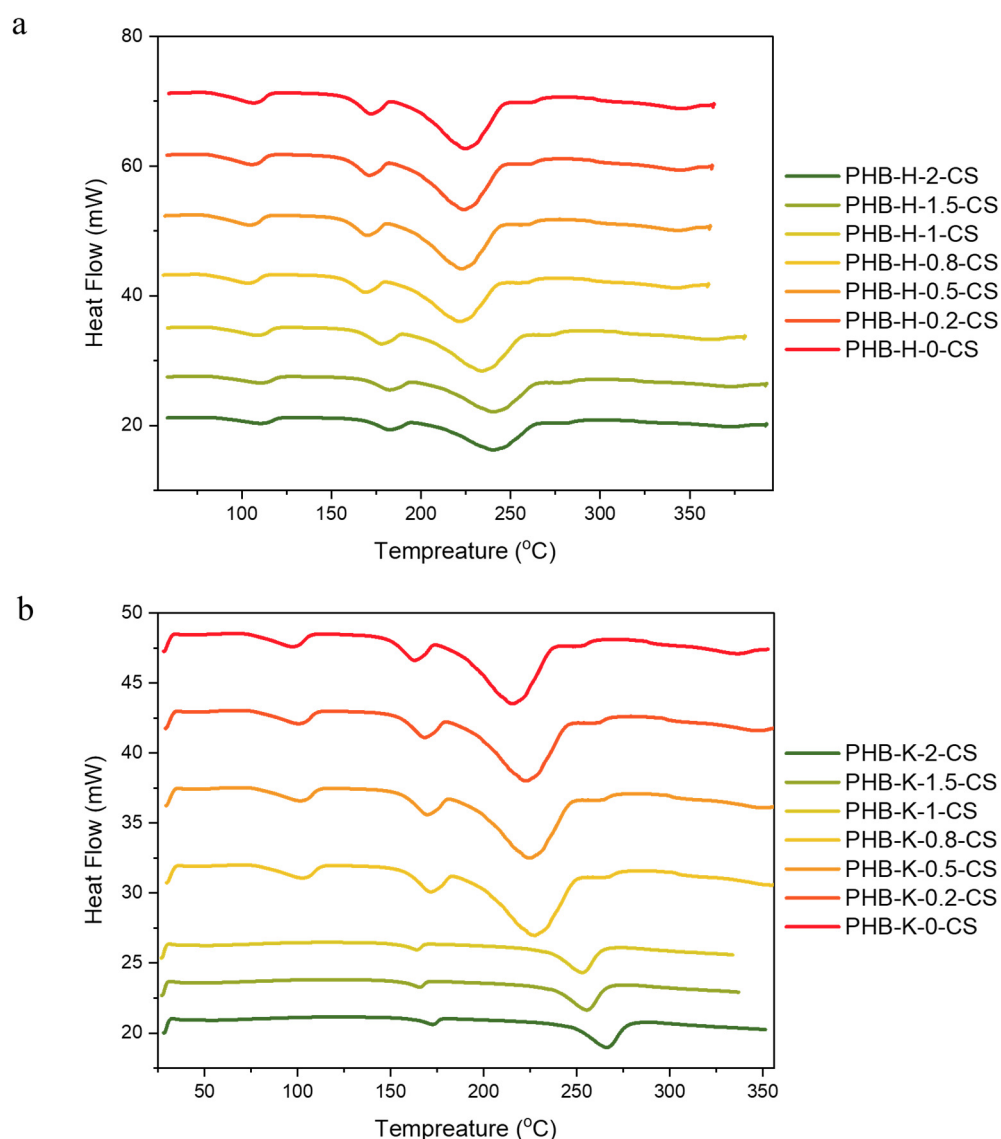 a
80
60
40
20
Heat Flow (mW)
100 150 200 250 300 350
Tempreature (°C)
PHB-H-2-CS
PHB-H-1.5-CS
PHB-H-1-CS
PHB-H-0.8-CS
PHB-H-0.5-CS
PHB-H-0.2-CS
PHB-H-0-CS
b
50
45
40
35
30
25
20
Heat Flow (mW)
50 100 150 200 250 300 350
Tempreature (°C)
PHB-K-2-CS
PHB-K-1.5-CS
PHB-K-1-CS
PHB-K-0.8-CS
PHB-K-0.5-CS
PHB-K-0.2-CS
PHB-K-0-CS